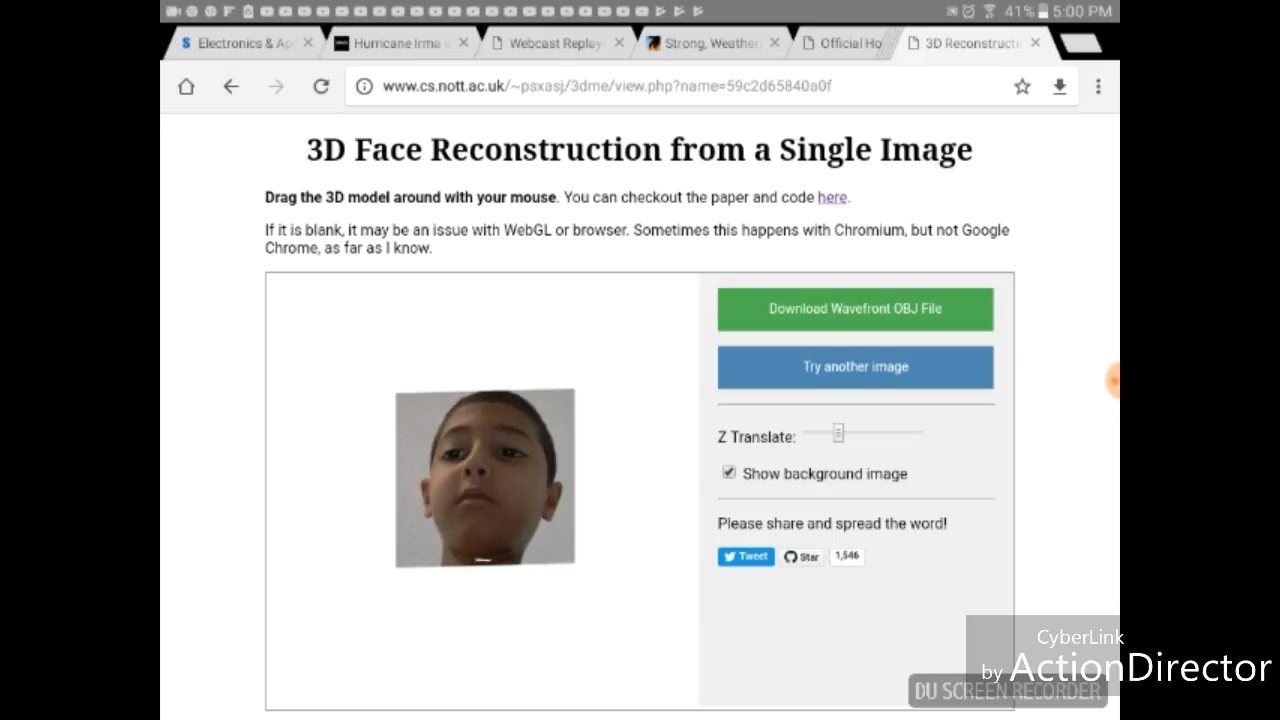 41% 5:00 PM
Electronics & Ap
Hurricane Irma
Webcast Replay
Strong, Weather,
Official Ho
3D Reconstructi
www.cs.nott.ac.uk/~psxasj/3dme/view.php?name=59c2d65840a0f
3D Face Reconstruction from a Single Image
Drag the 3D model around with your mouse. You can checkout the paper and code here.
If it is blank, it may be an issue with WebGL or browser. Sometimes this happens with Chromium, but not Google
Chrome, as far as I know.
Download Wavefront OBJ File
Try another image
Z Translate:
Show background image
Please share and spread the word!
Tweet Star 1,546
CyberLink
by ActionDirector
DU SCREEN RECORDER